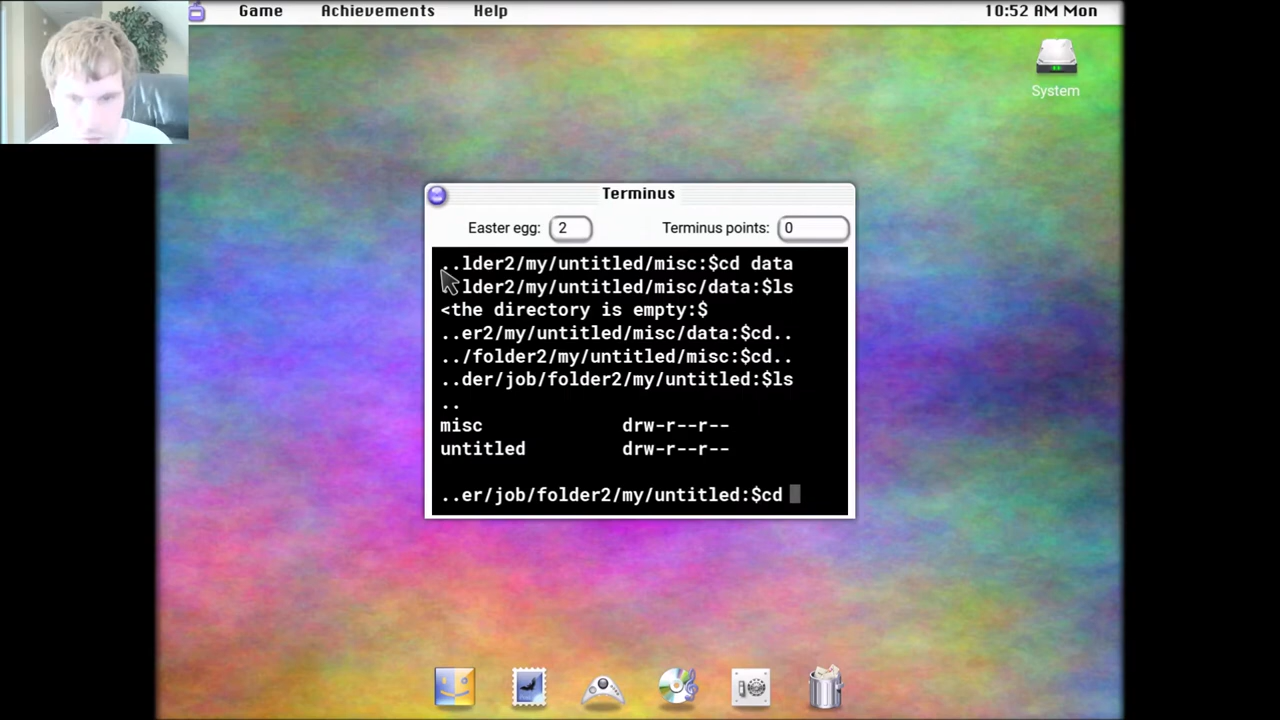 Game Achievements Help 10:52 AM Mon
System
Terminus
Easter egg: 2 Terminus points: 0
..lder2/my/untitled/misc:$cd data
lder2/my/untitled/misc/data:$ls
<the directory is empty:$
..er2/my/untitled/misc/data:$cd..
../folder2/my/untitled/misc:$cd..
..der/job/folder2/my/untitled:$ls
..
misc drw-r--r--
untitled drw-r--r--
..er/job/folder2/my/untitled:$cd